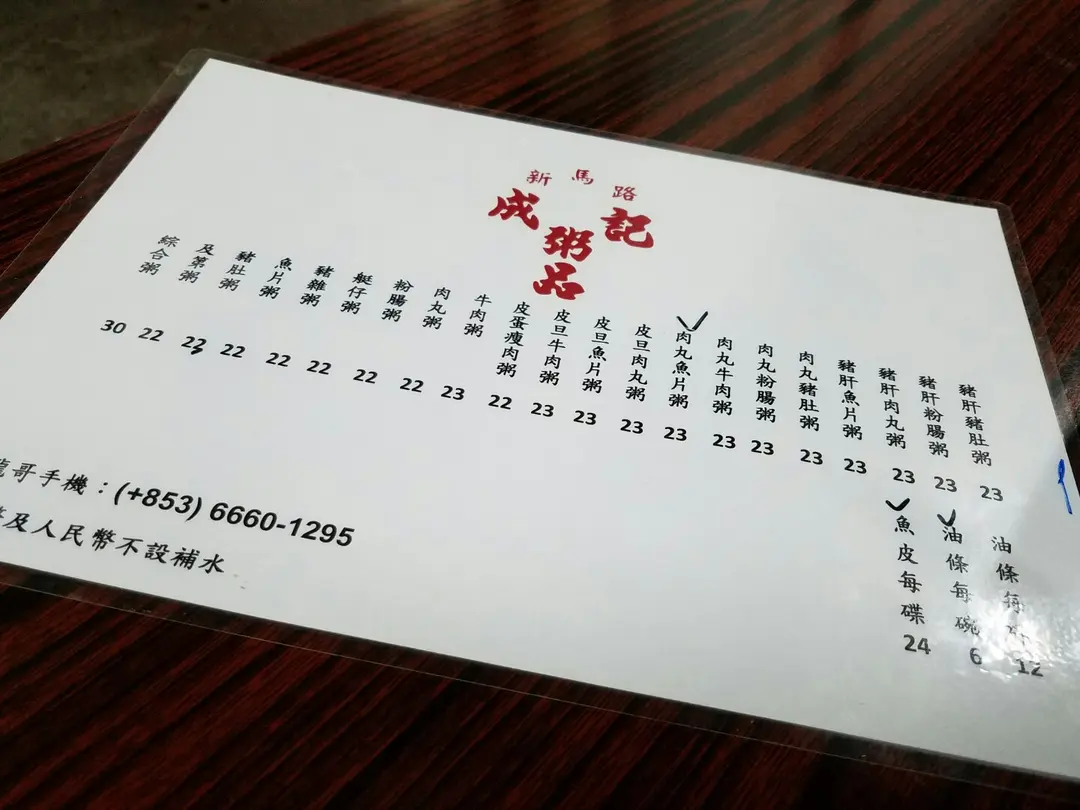 新馬路
成記粥品
豬肝豬肚粥 23
豬肝粉腸粥 23
豬肝肉丸粥 23
豬肝魚片粥 23
肉丸豬肚粥 23
肉丸粉腸粥 23
肉丸牛肉粥 23
肉丸魚片粥 23
皮旦肉丸粥 23
皮旦魚片粥 23
皮旦牛肉粥 23
皮蛋瘦肉粥 22
牛肉粥 23
肉丸粥 22
粉腸粥 22
艇仔粥 22
豬雜粥 22
魚片粥 22
豬肚粥 22
及第粥 22
綜合粥 30
油條每 12
油條每碗 6
魚皮每碟 24
龍哥手機：(+853) 6660-1295
幣及人民幣不設補水